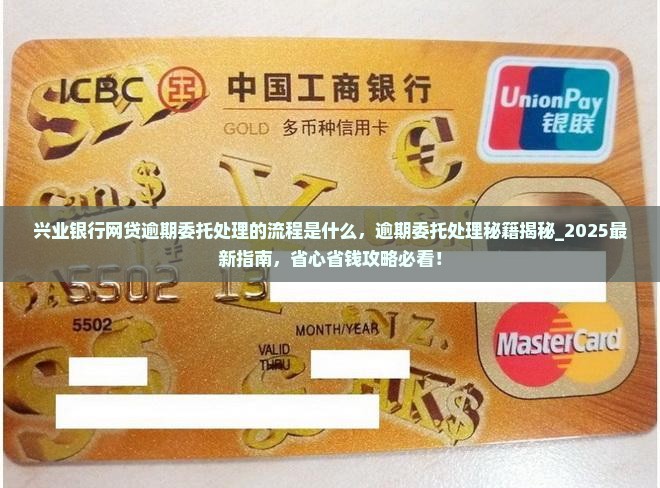 ICBC 中国工商银行
GOLD 多币种信用卡
UnionPay
银联
兴业银行网贷逾期委托处理的流程是什么，逾期委托处理秘籍揭秘_2025最
新指南，省心省钱攻略必看！
5502 13
5502
MONTH/YEAR
VALID
THRU
MasterCard